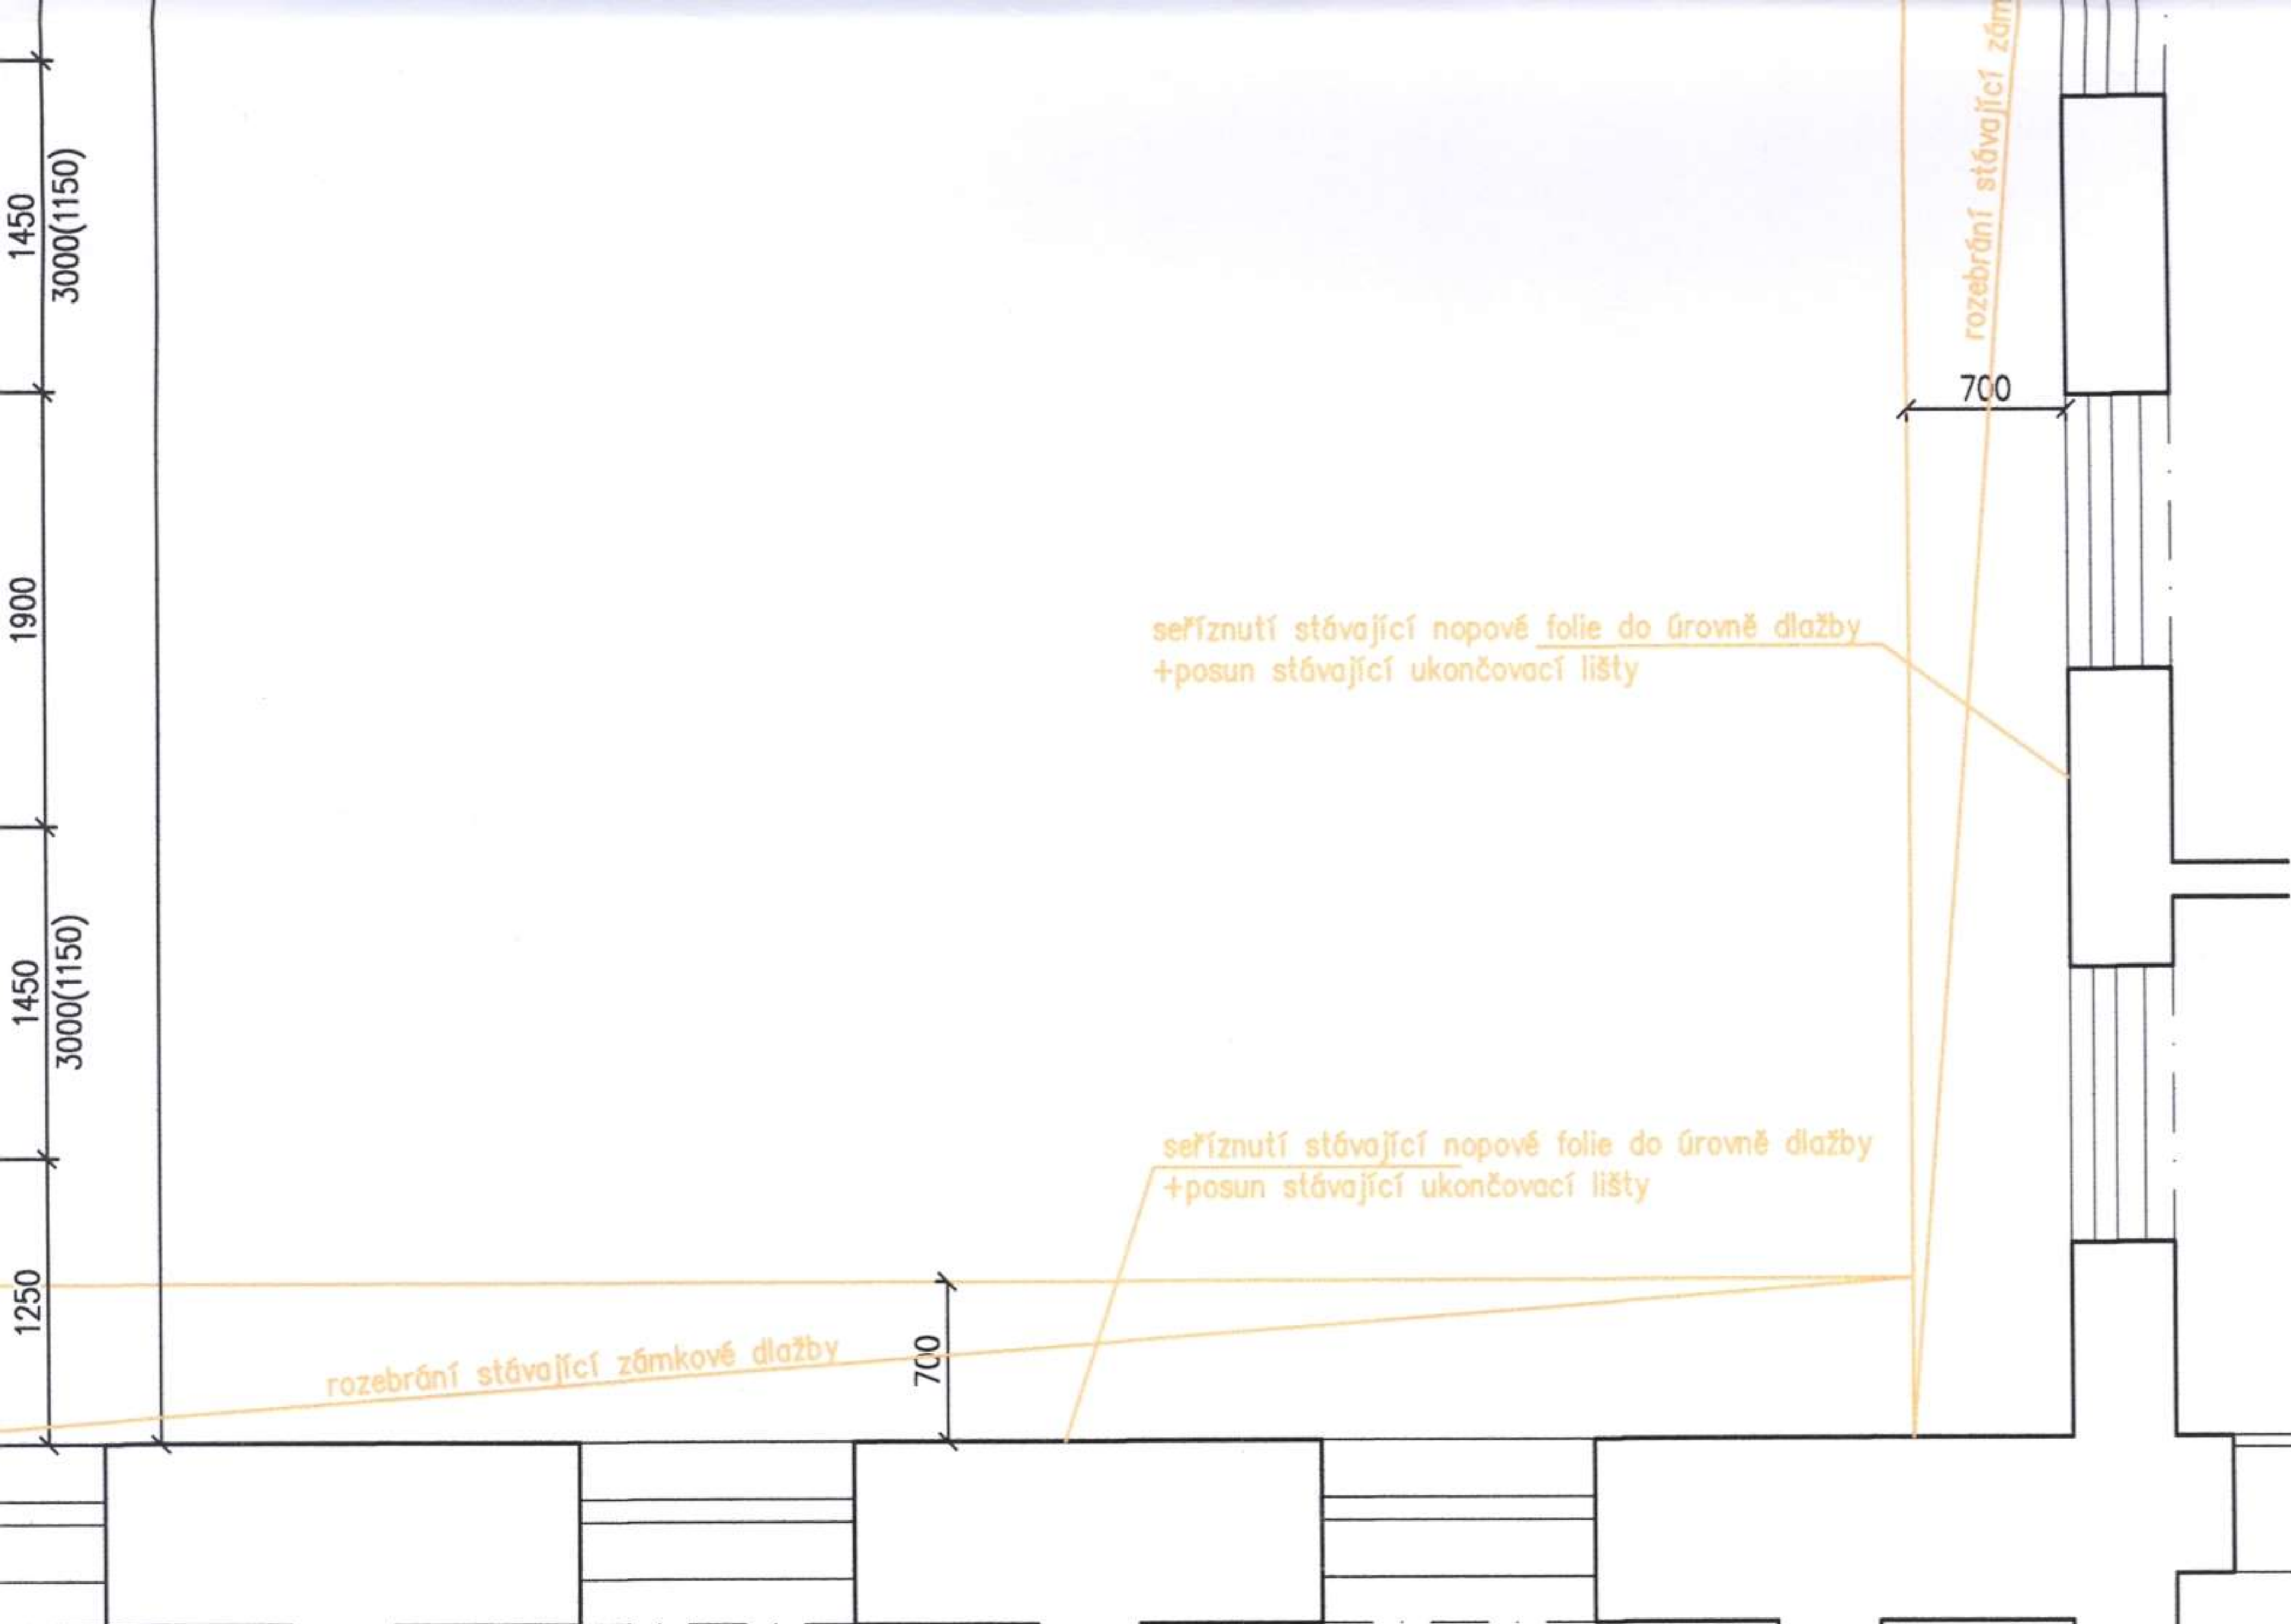 1450
3000(1150)
1900
1450
3000(1150)
1250
rozebrání stávající zám
700
seříznutí stávající nopové folie do úrovně dlažby
+posun stávající ukončovací lišty
seříznutí stávající nopové folie do úrovně dlažby
+posun stávající ukončovací lišty
700
rozebrání stávající zámkové dlažby